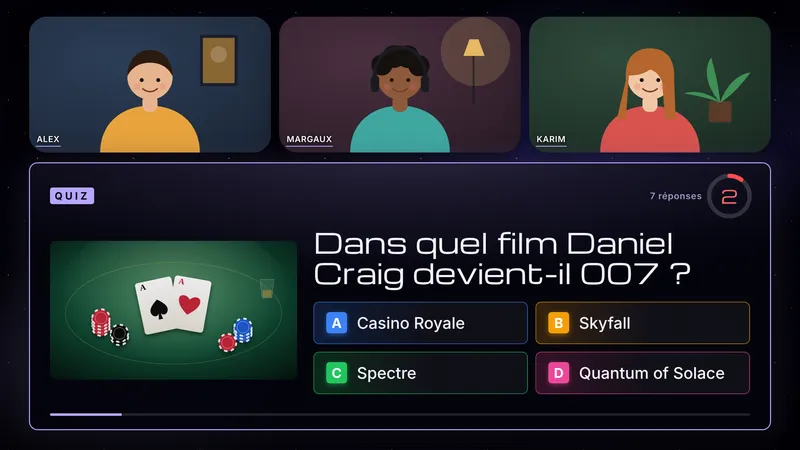 ALEX
MARGAUX
KARIM
QUIZ
7 réponses
2
A
A
Dans quel film Daniel
Craig devient-il 007 ?
A Casino Royale
B Skyfall
C Spectre
D Quantum of Solace